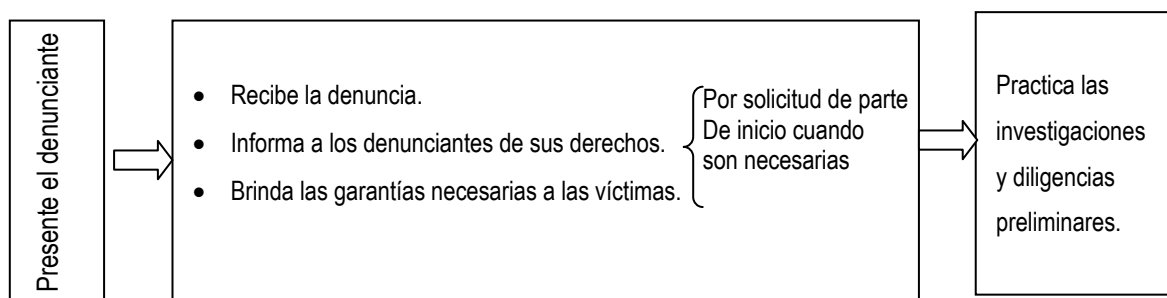 Presente el denunciante
• Recibe la denuncia.
• Informa a los denunciantes de sus derechos.
• Brinda las garantías necesarias a las víctimas.
Por solicitud de parte
De inicio cuando
son necesarias
Practica las
investigaciones
y diligencias
preliminares.